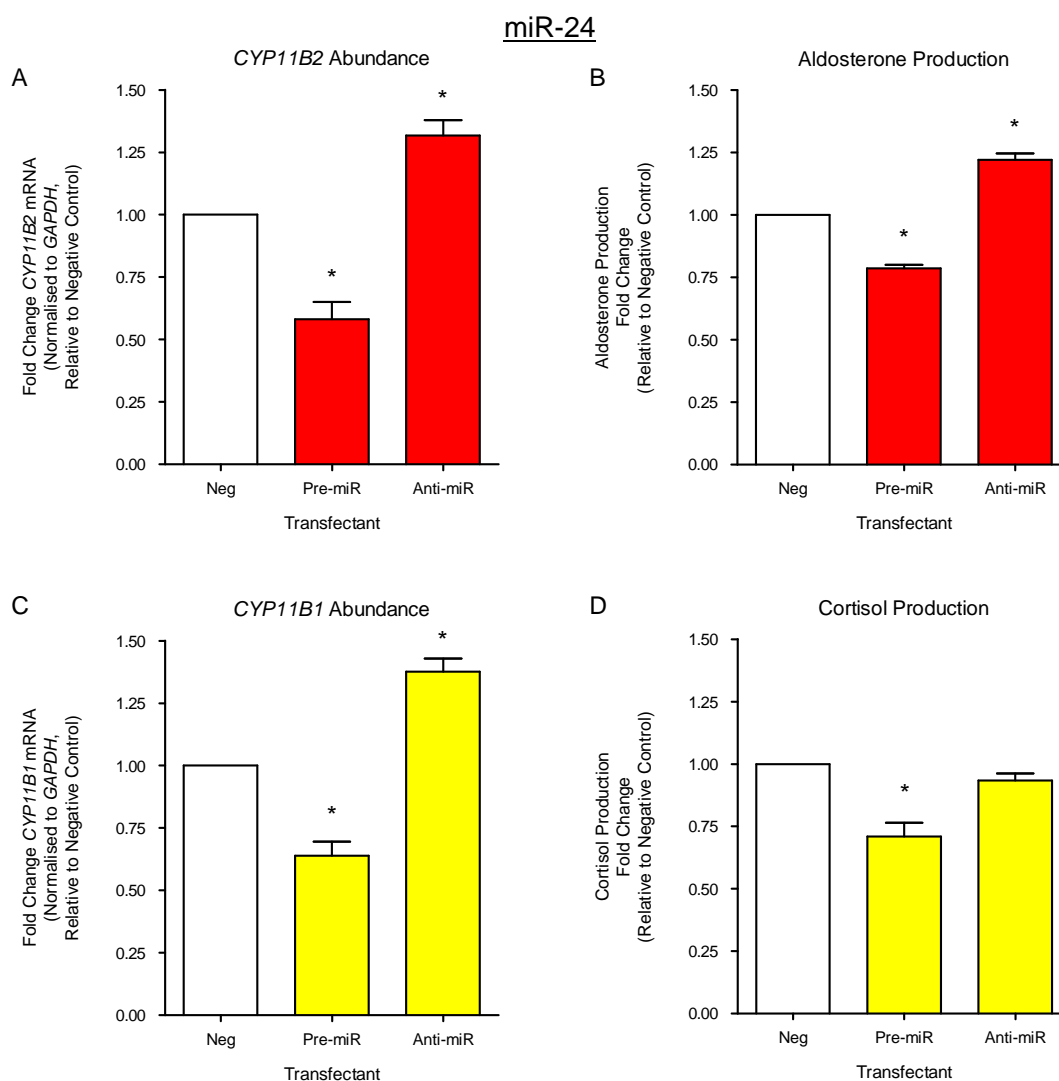 miR-24
A
CYP11B2 Abundance
*
*
1.50
1.25
1.00
0.75
0.50
0.25
0.00
Fold Change CYP11B2 mRNA
(Normalised to GAPDH,
Relative to Negative Control)
Neg Pre-miR Anti-miR
Transfectant
B
Aldosterone Production
*
*
1.50
1.25
1.00
0.75
0.50
0.25
0.00
Aldosterone Production
Fold Change
(Relative to Negative Control)
Neg Pre-miR Anti-miR
Transfectant
C
CYP11B1 Abundance
*
*
1.50
1.25
1.00
0.75
0.50
0.25
0.00
Fold Change CYP11B1 mRNA
(Normalised to GAPDH,
Relative to Negative Control)
Neg Pre-miR Anti-miR
Transfectant
D
Cortisol Production
*
1.50
1.25
1.00
0.75
0.50
0.25
0.00
Cortisol Production
Fold Change
(Relative to Negative Control)
Neg Pre-miR Anti-miR
Transfectant